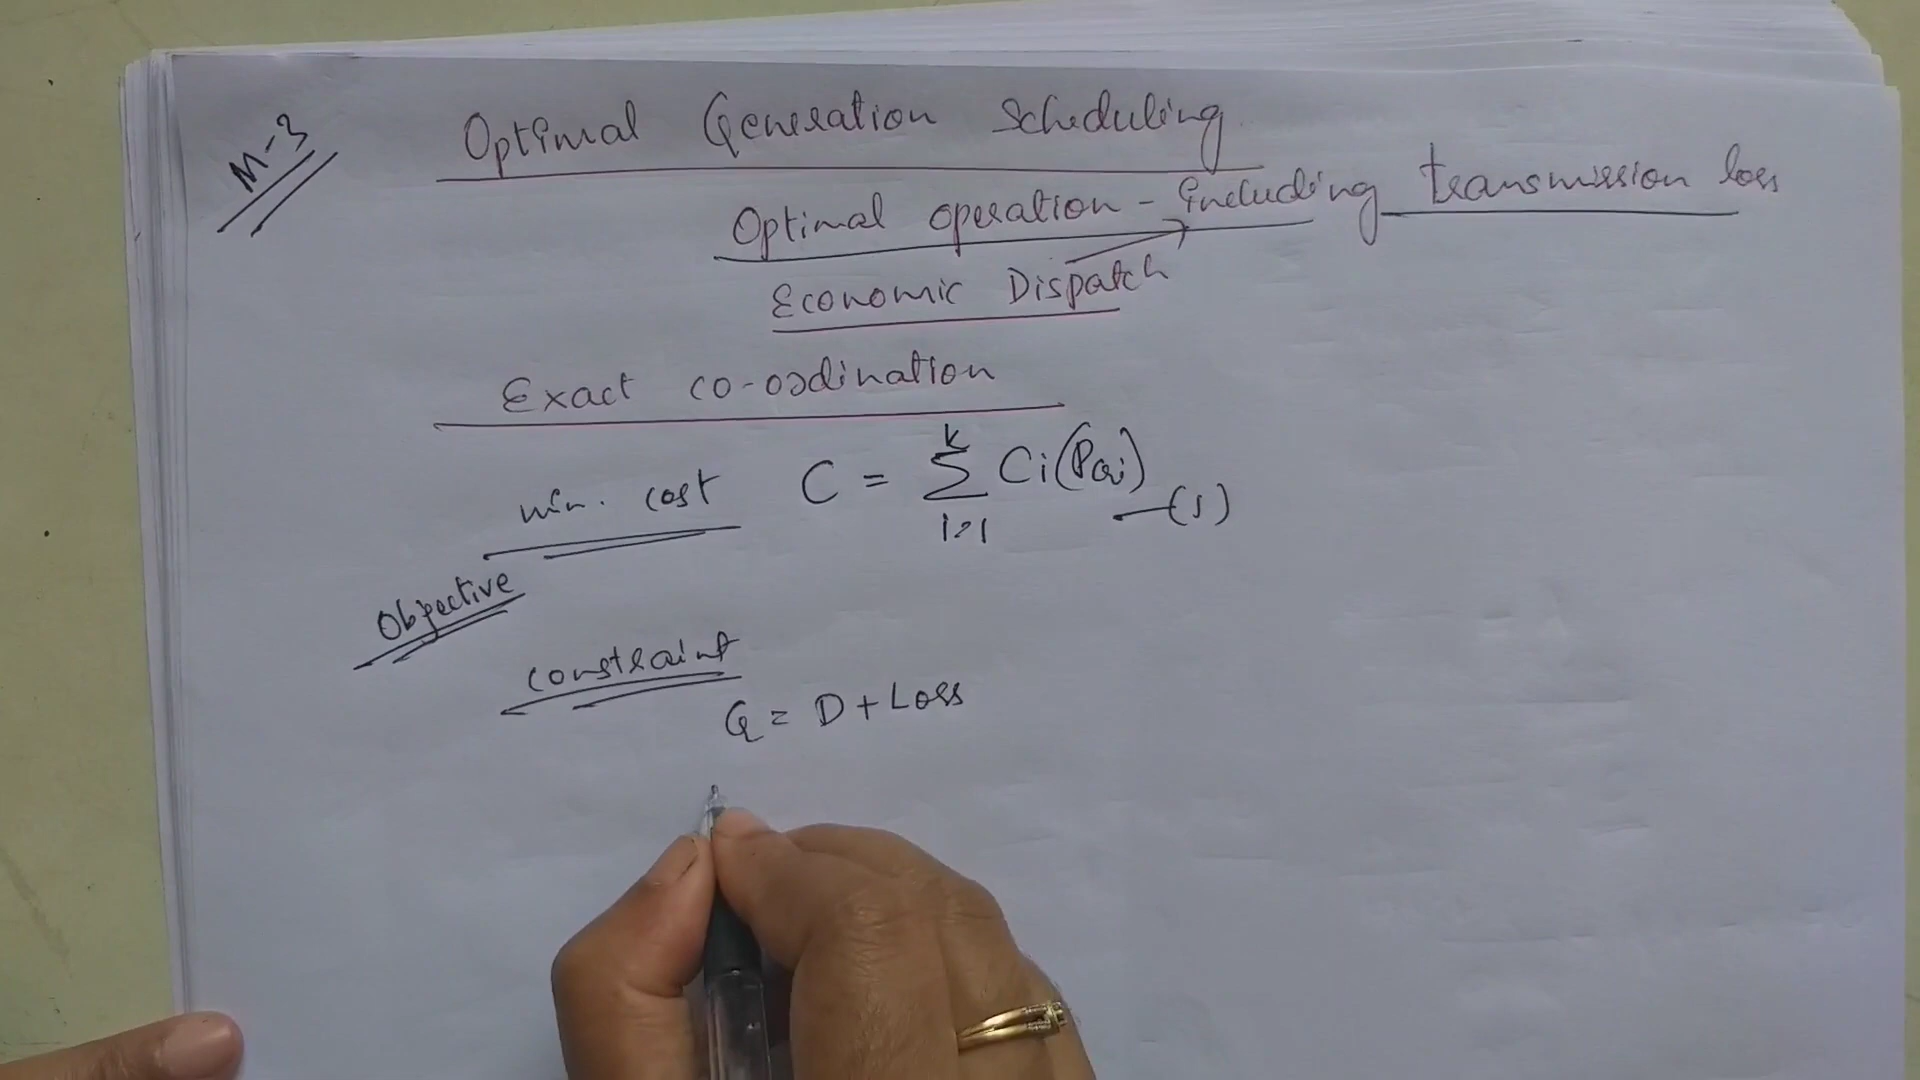 M-3
Optimal Generation Scheduling
Optimal operation - including transmission loss
Economic Dispatch
Exact co-ordination
min. cost C = k Σ i=1 Ci(PGi) —(1)
Objective
constraint
G = D + Loss